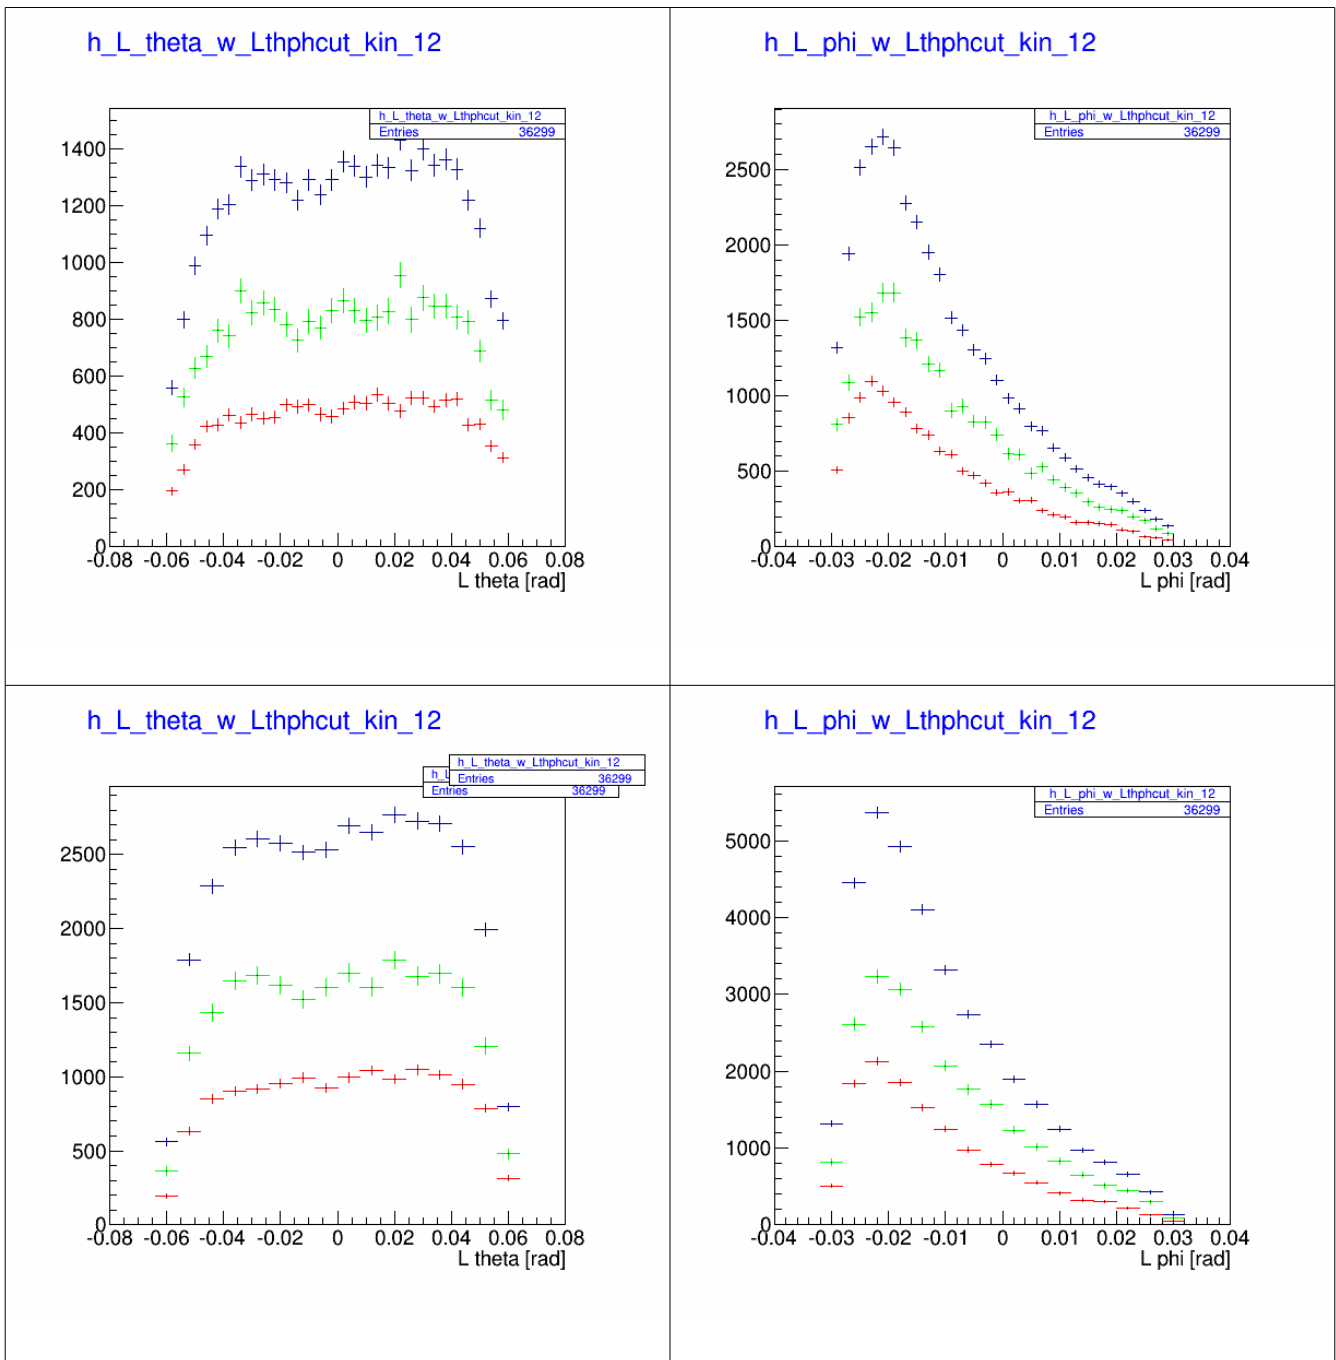 h_L_theta_w_Lthphcut_kin_12
h_L_theta_w_Lthphcut_kin_12
Entries 36299
1400
1200
1000
800
600
400
200
0
-0.08 -0.06 -0.04 -0.02 0 0.02 0.04 0.06 0.08
L theta [rad]
h_L_phi_w_Lthphcut_kin_12
h_L_phi_w_Lthphcut_kin_12
Entries 36299
2500
2000
1500
1000
500
0
-0.04 -0.03 -0.02 -0.01 0 0.01 0.02 0.03 0.04
L phi [rad]
h_L_theta_w_Lthphcut_kin_12
h_L_theta_w_Lthphcut_kin_12
h_L
Entries 36299
Entries 36299
2500
2000
1500
1000
500
0
-0.08 -0.06 -0.04 -0.02 0 0.02 0.04 0.06 0.08
L theta [rad]
h_L_phi_w_Lthphcut_kin_12
h_L_phi_w_Lthphcut_kin_12
Entries 36299
5000
4000
3000
2000
1000
0
-0.04 -0.03 -0.02 -0.01 0 0.01 0.02 0.03 0.04
L phi [rad]